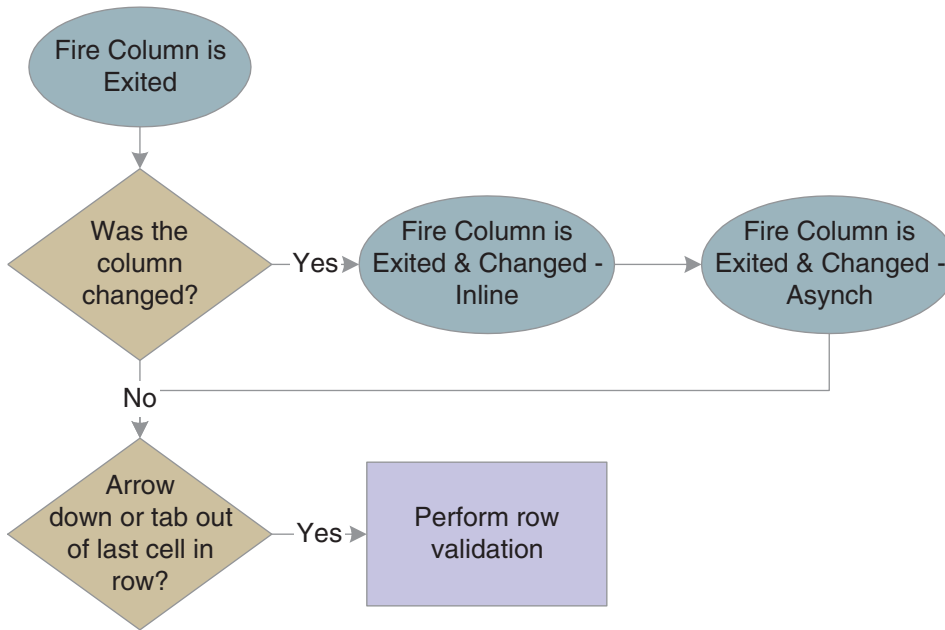 Fire Column is
Exited
Was the
column
changed?
Yes
Fire Column is
Exited & Changed -
Inline
Fire Column is
Exited & Changed -
Asynch
No
Arrow
down or tab out
of last cell in
row?
Yes
Perform row
validation